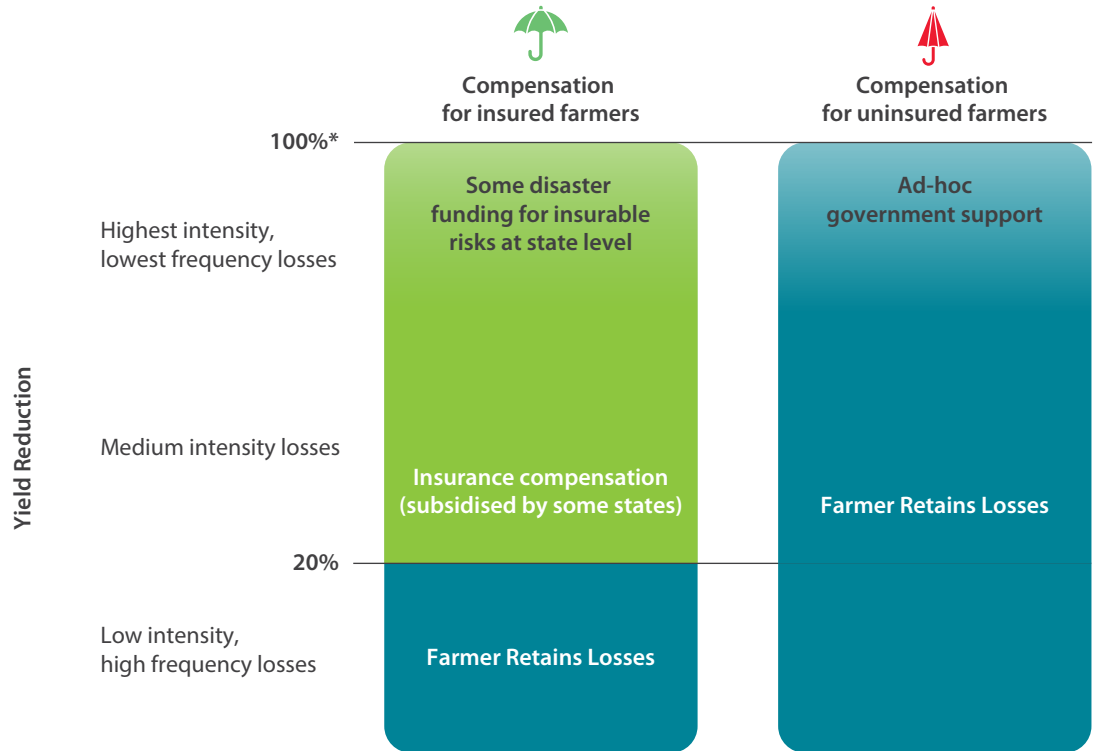 Compensation
for insured farmers
Compensation
for uninsured farmers
100%*
Some disaster
funding for insurable
risks at state level
Ad-hoc
government support
Highest intensity,
lowest frequency losses
Yield Reduction
Medium intensity losses
Insurance compensation
(subsidised by some states)
Farmer Retains Losses
20%
Low intensity,
high frequency losses
Farmer Retains Losses